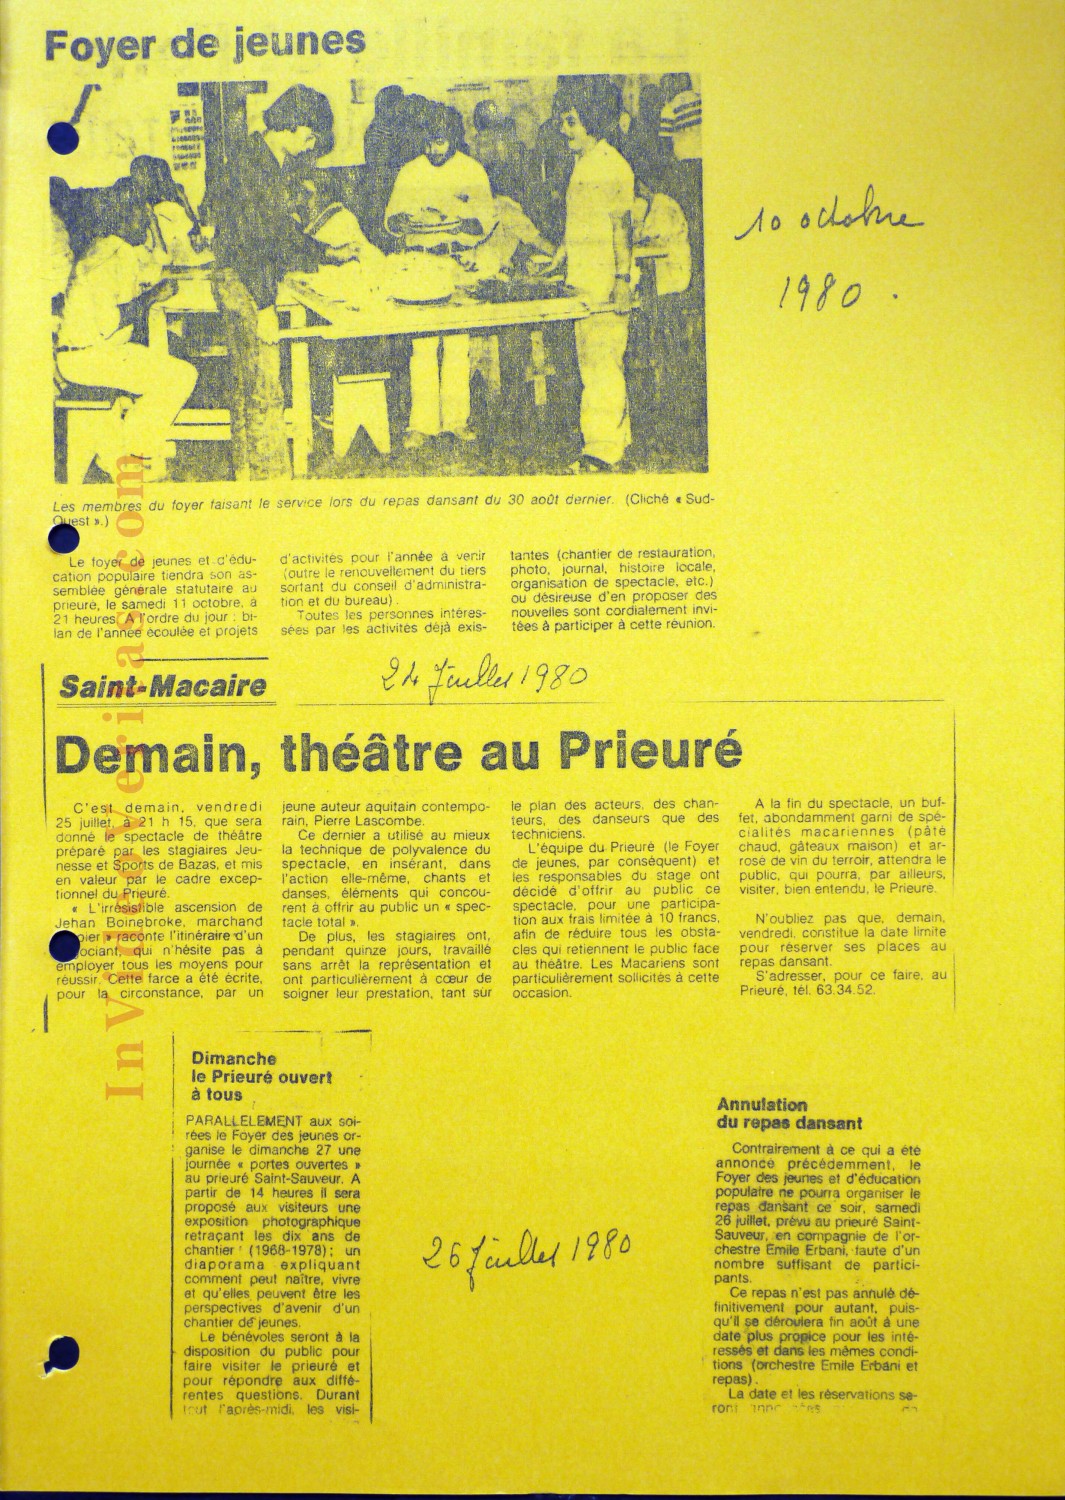 Foyer de jeunes
10 octobre
1980.
Les membres du foyer faisant le service lors du repas dansant du 30 août dernier. (Cliché « Sud-
Ouest ».)
Le foyer de jeunes et d'édu-
cation populaire tiendra son as-
semblée générale statutaire au
prieuré, le samedi 11 octobre, à
21 heures. A l'ordre du jour : bi-
lan de l'année écoulée et projets
d'activités pour l'année à venir
(outre le renouvellement du tiers
sortant du conseil d'administra-
tion et du bureau).
Toutes les personnes intéres-
sées par les activités déjà exis-
tantes (chantier de restauration,
photo, journal, histoire locale,
organisation de spectacle, etc.)
ou désireuse d'en proposer des
nouvelles sont cordialement invi-
tées à participer à cette réunion.
24 Juillet 1980
Saint-Macaire
Demain, théâtre au Prieuré
C'est demain, vendredi
25 juillet, à 21 h 15, que sera
donné le spectacle de théâtre
préparé par les stagiaires Jeu-
nesse et Sports de Bazas, et mis
en valeur par le cadre excep-
tionnel du Prieuré.
« L'irrésistible ascension de
Jehan Boinebroke, marchand
pier » raconte l'itinéraire d'un
ociant, qui n'hésite pas à
employer tous les moyens pour
réussir. Cette farce a été écrite,
pour la circonstance, par un
jeune auteur aquitain contempo-
rain, Pierre Lascombe.
Ce dernier a utilisé au mieux
la technique de polyvalence du
spectacle, en insérant, dans
l'action elle-même, chants et
danses, éléments qui concou-
rent à offrir au public un « spec-
tacle total ».
De plus, les stagiaires ont,
pendant quinze jours, travaillé
sans arrêt la représentation et
ont particulièrement à cœur de
soigner leur prestation, tant sur
le plan des acteurs, des chan-
teurs, des danseurs que des
techniciens.
L'équipe du Prieuré (le Foyer
de jeunes, par conséquent) et
les responsables du stage ont
décidé d'offrir au public ce
spectacle, pour une participa-
tion aux frais limitée à 10 francs,
afin de réduire tous les obsta-
cles qui retiennent le public face
au théâtre. Les Macariens sont
particulièrement sollicités à cette
occasion.
A la fin du spectacle, un buf-
fet, abondamment garni de spé-
cialités macariennes (pâté
chaud, gâteaux maison) et ar-
rosé de vin du terroir, attendra le
public, qui pourra, par ailleurs,
visiter, bien entendu, le Prieuré.
N'oubliez pas que, demain,
vendredi, constitue la date limite
pour réserver ses places au
repas dansant.
S'adresser, pour ce faire, au
Prieuré, tél. 63.34.52.
Dimanche
le Prieuré ouvert
à tous
PARALLELEMENT aux soi-
rées le Foyer des jeunes or-
ganise le dimanche 27 une
journée « portes ouvertes »
au prieuré Saint-Sauveur. A
partir de 14 heures il sera
proposé aux visiteurs une
exposition photographique
retraçant les dix ans de
chantier (1968-1978) ; un
diaporama expliquant
comment peut naître, vivre
et qu'elles peuvent être les
perspectives d'avenir d'un
chantier de jeunes.
Le bénévoles seront à la
disposition du public pour
faire visiter le prieuré et
pour répondre aux diffé-
rentes questions. Durant
tout l'après-midi, les visi-
26 Juillet 1980
Annulation
du repas dansant
Contrairement à ce qui a été
annoncé précédemment, le
Foyer des jeunes et d'éducation
populaire ne pourra organiser le
repas dansant ce soir, samedi
26 juillet, prévu au prieuré Saint-
Sauveur, en compagnie de l'or-
chestre Emile Erbani, faute d'un
nombre suffisant de partici-
pants.
Ce repas n'est pas annulé dé-
finitivement pour autant, puis-
qu'il se déroulera fin août à une
date plus propice pour les inté-
ressés et dans les mêmes condi-
tions (orchestre Emile Erbani et
repas).
La date et les réservations se-
ront
In Vido Veritas.com